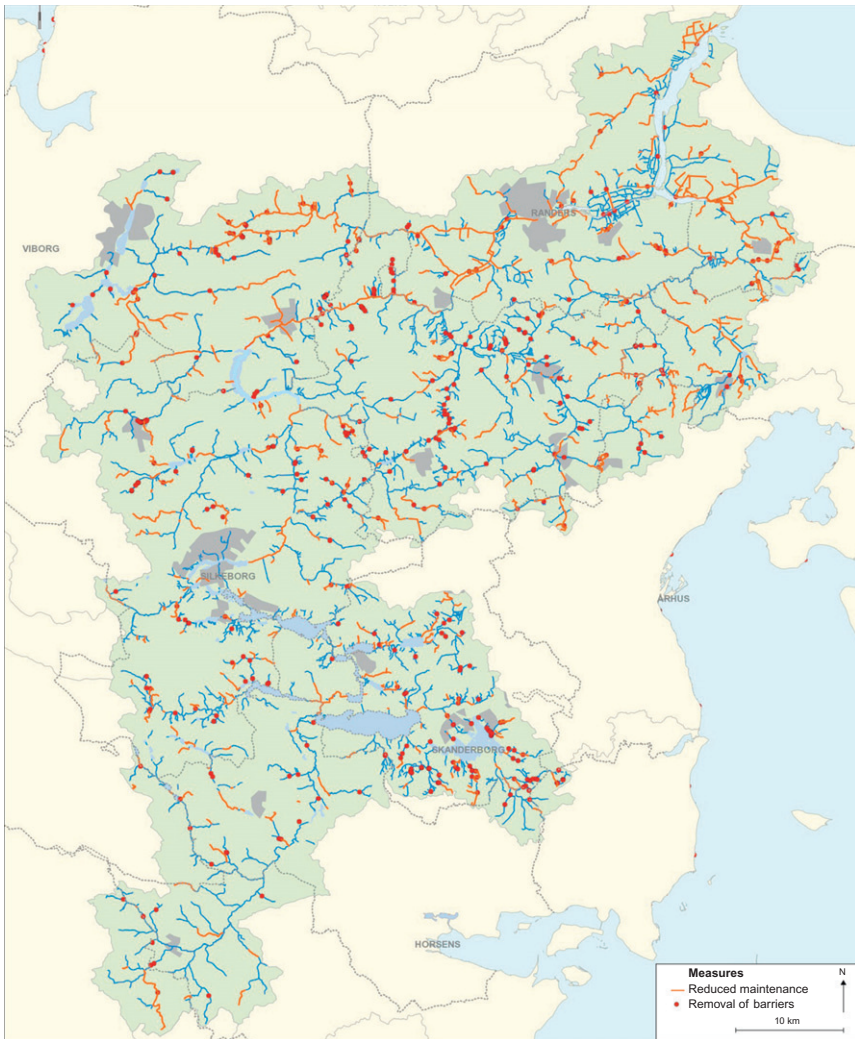 RANDERS
VIBORG
SILKEBORG
ÅRHUS
SKANDERBORG
HORSENS
Measures
N
Reduced maintenance
Removal of barriers
10 km